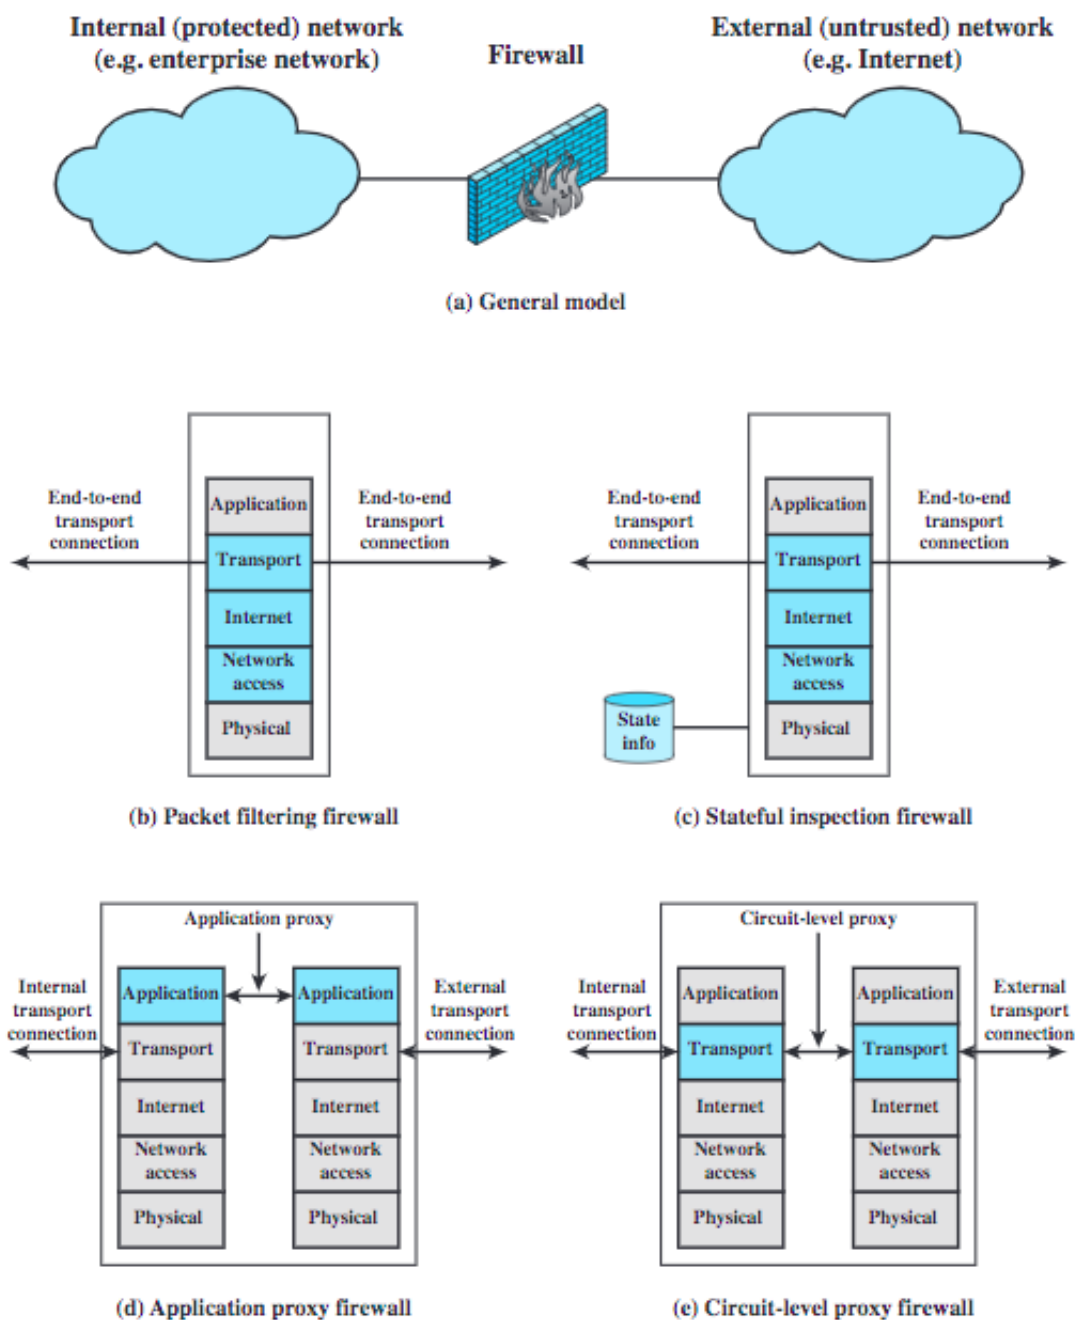 Internal (protected) network
(e.g. enterprise network)
Firewall
External (untrusted) network
(e.g. Internet)
(a) General model
End-to-end
transport
connection
Application
Transport
Internet
Network
access
Physical
End-to-end
transport
connection
(b) Packet filtering firewall
End-to-end
transport
connection
Application
Transport
Internet
Network
access
Physical
End-to-end
transport
connection
State
info
(c) Stateful inspection firewall
Application proxy
Internal
transport
connection
Application
Transport
Internet
Network
access
Physical
Application
Transport
Internet
Network
access
Physical
External
transport
connection
(d) Application proxy firewall
Circuit-level proxy
Internal
transport
connection
Application
Transport
Internet
Network
access
Physical
Application
Transport
Internet
Network
access
Physical
External
transport
connection
(e) Circuit-level proxy firewall